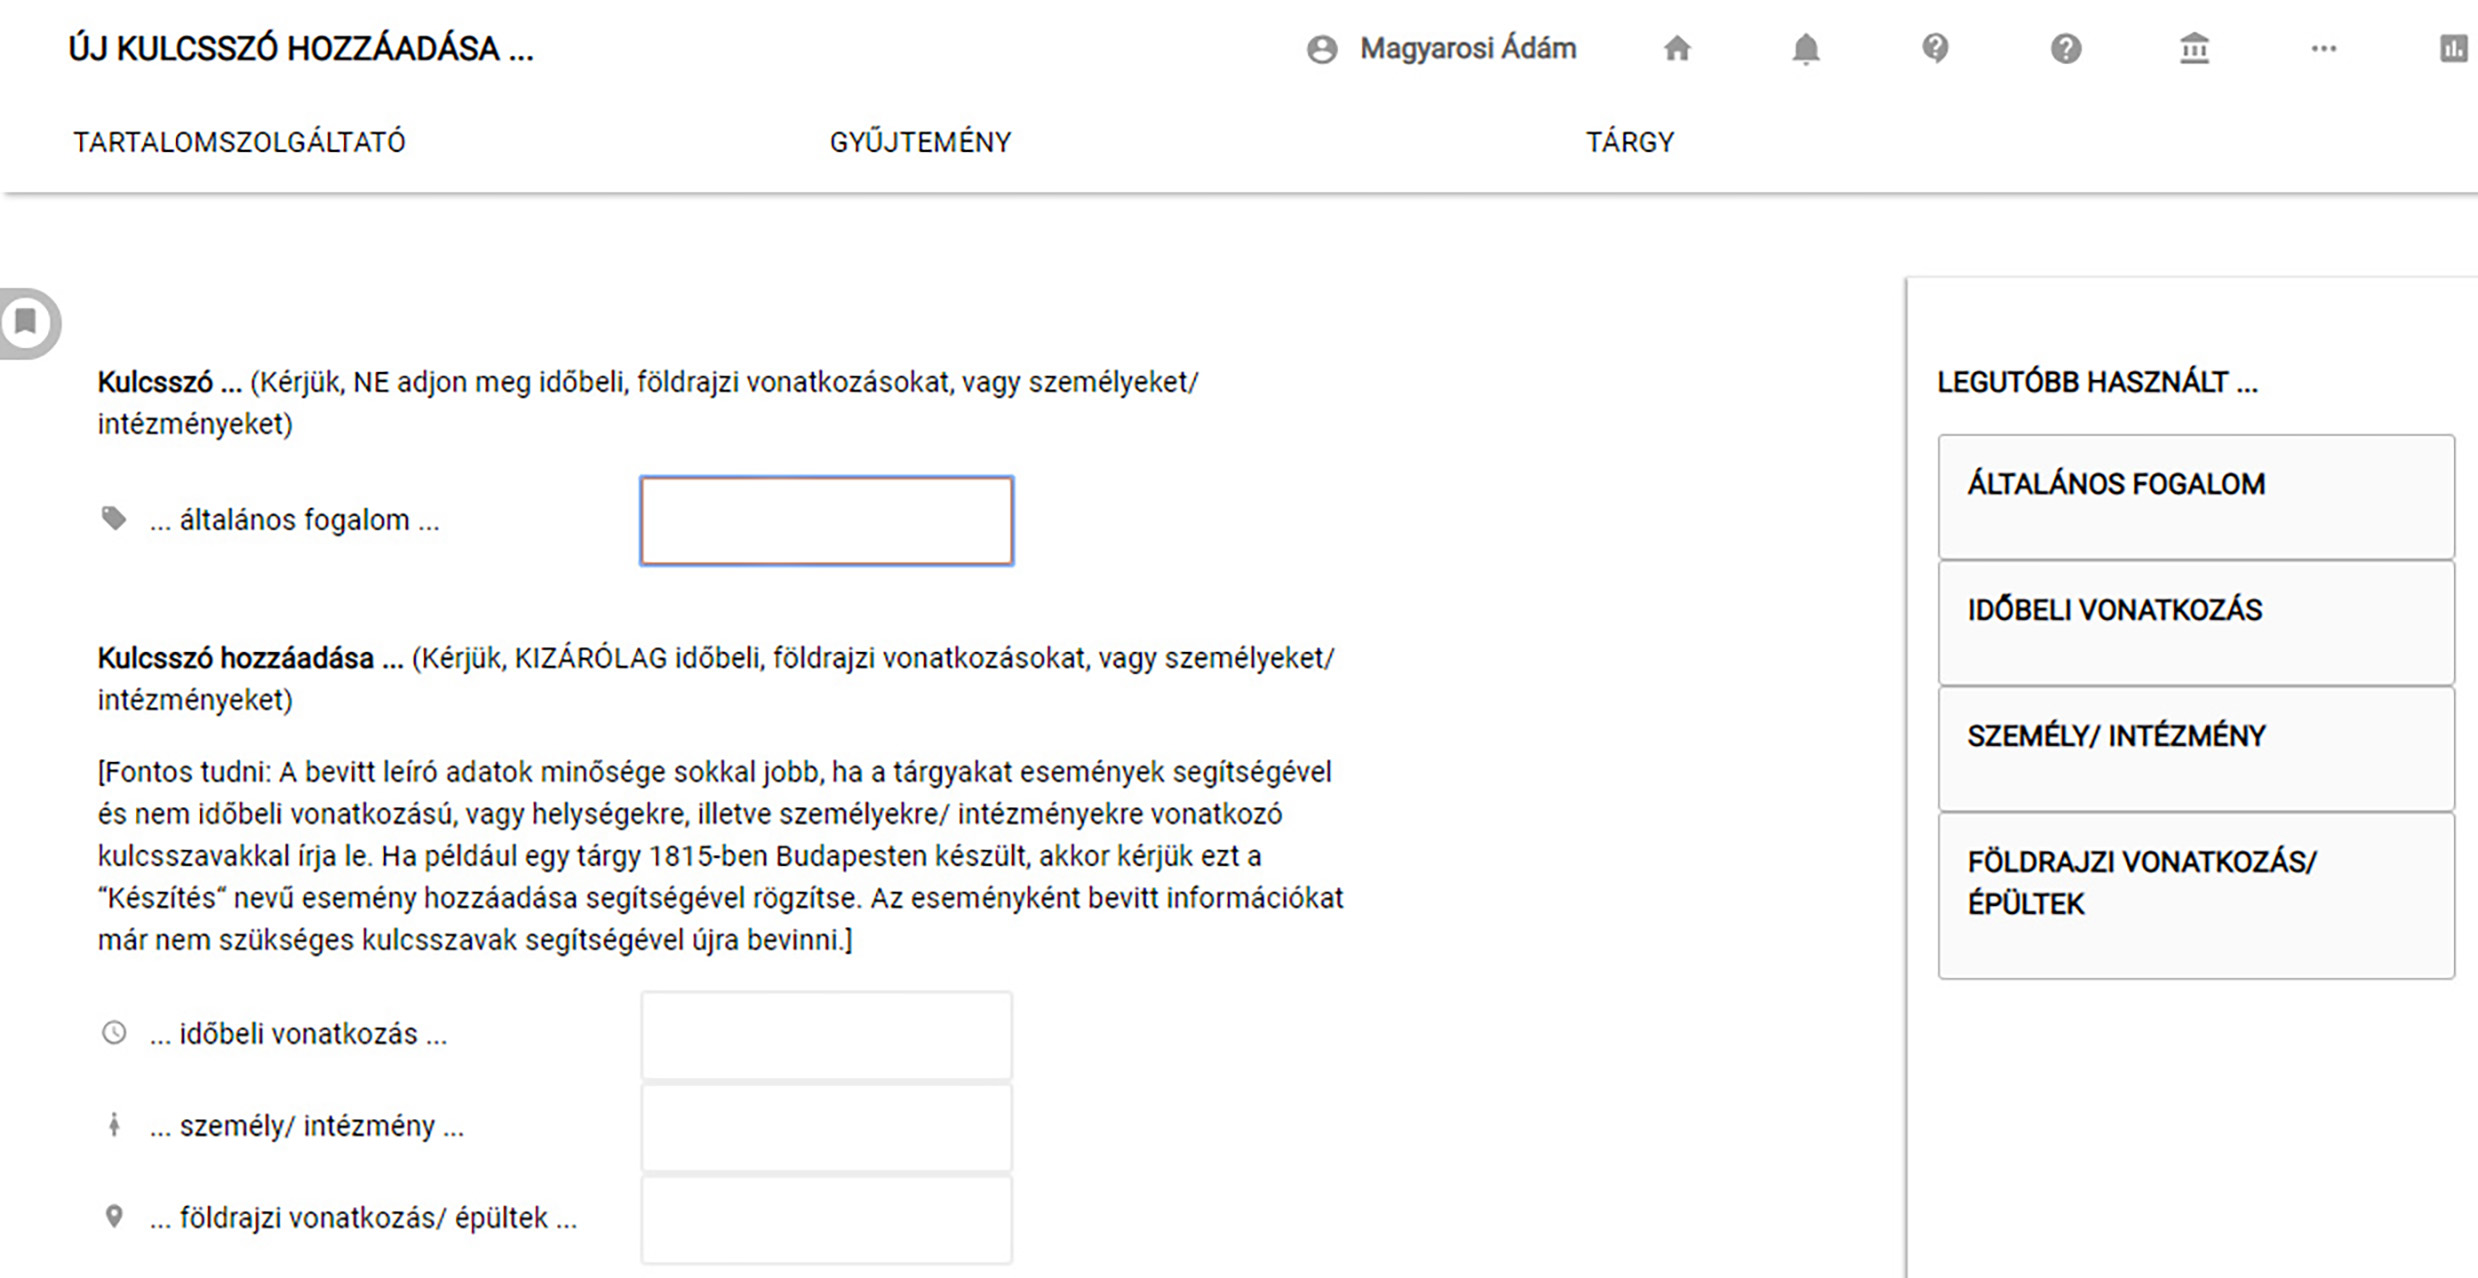 ÚJ KULCSSZÓ HOZZÁADÁSA ...
Magyarosi Ádám
TARTALOMSZOLGÁLTATÓ
GYŰJTEMÉNY
TÁRGY
Kulcsszó ... (Kérjük, NE adjon meg időbeli, földrajzi vonatkozásokat, vagy személyeket/
intézményeket)
... általános fogalom ...
Kulcsszó hozzáadása ... (Kérjük, KIZÁRÓLAG időbeli, földrajzi vonatkozásokat, vagy személyeket/
intézményeket)
[Fontos tudni: A bevitt leíró adatok minősége sokkal jobb, ha a tárgyakat események segítségével
és nem időbeli vonatkozású, vagy helységekre, illetve személyekre/ intézményekre vonatkozó
kulcsszavakkal írja le. Ha például egy tárgy 1815-ben Budapesten készült, akkor kérjük ezt a
“Készítés“ nevű esemény hozzáadása segítségével rögzítse. Az eseményként bevitt információkat
már nem szükséges kulcsszavak segítségével újra bevinni.]
... időbeli vonatkozás ...
... személy/ intézmény ...
... földrajzi vonatkozás/ épültek ...
LEGUTÓBB HASZNÁLT ...
ÁLTALÁNOS FOGALOM
IDŐBELI VONATKOZÁS
SZEMÉLY/ INTÉZMÉNY
FÖLDRAJZI VONATKOZÁS/
ÉPÜLTEK